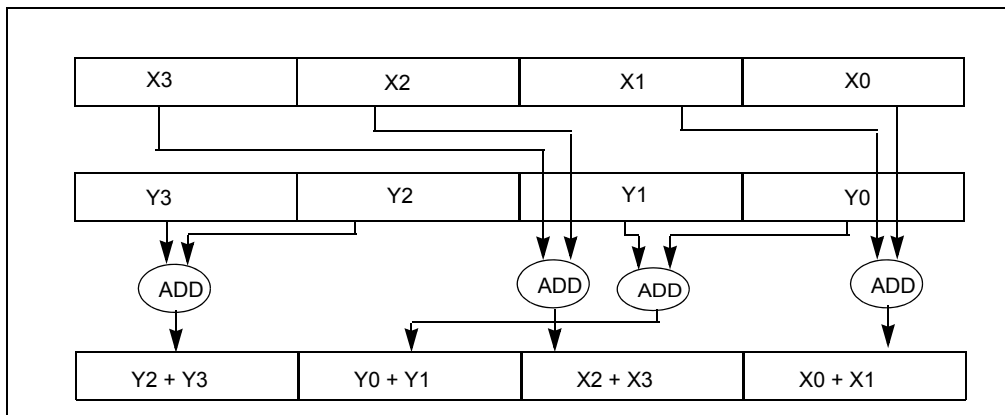 X3 X2 X1 X0
Y3 Y2 Y1 Y0
ADD ADD ADD ADD
Y2 + Y3 Y0 + Y1 X2 + X3 X0 + X1